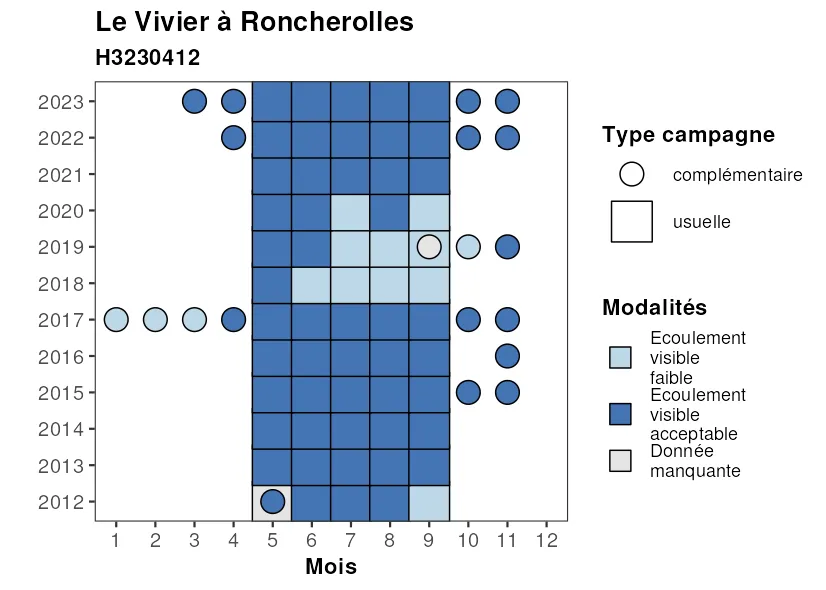 Le Vivier à Roncherolles
H3230412
2023
2022
2021
2020
2019
2018
2017
2016
2015
2014
2013
2012
1 2 3 4 5 6 7 8 9 10 11 12
Mois
Type campagne
complémentaire
usuelle
Modalités
Ecoulement
visible
faible
Ecoulement
visible
acceptable
Donnée
manquante